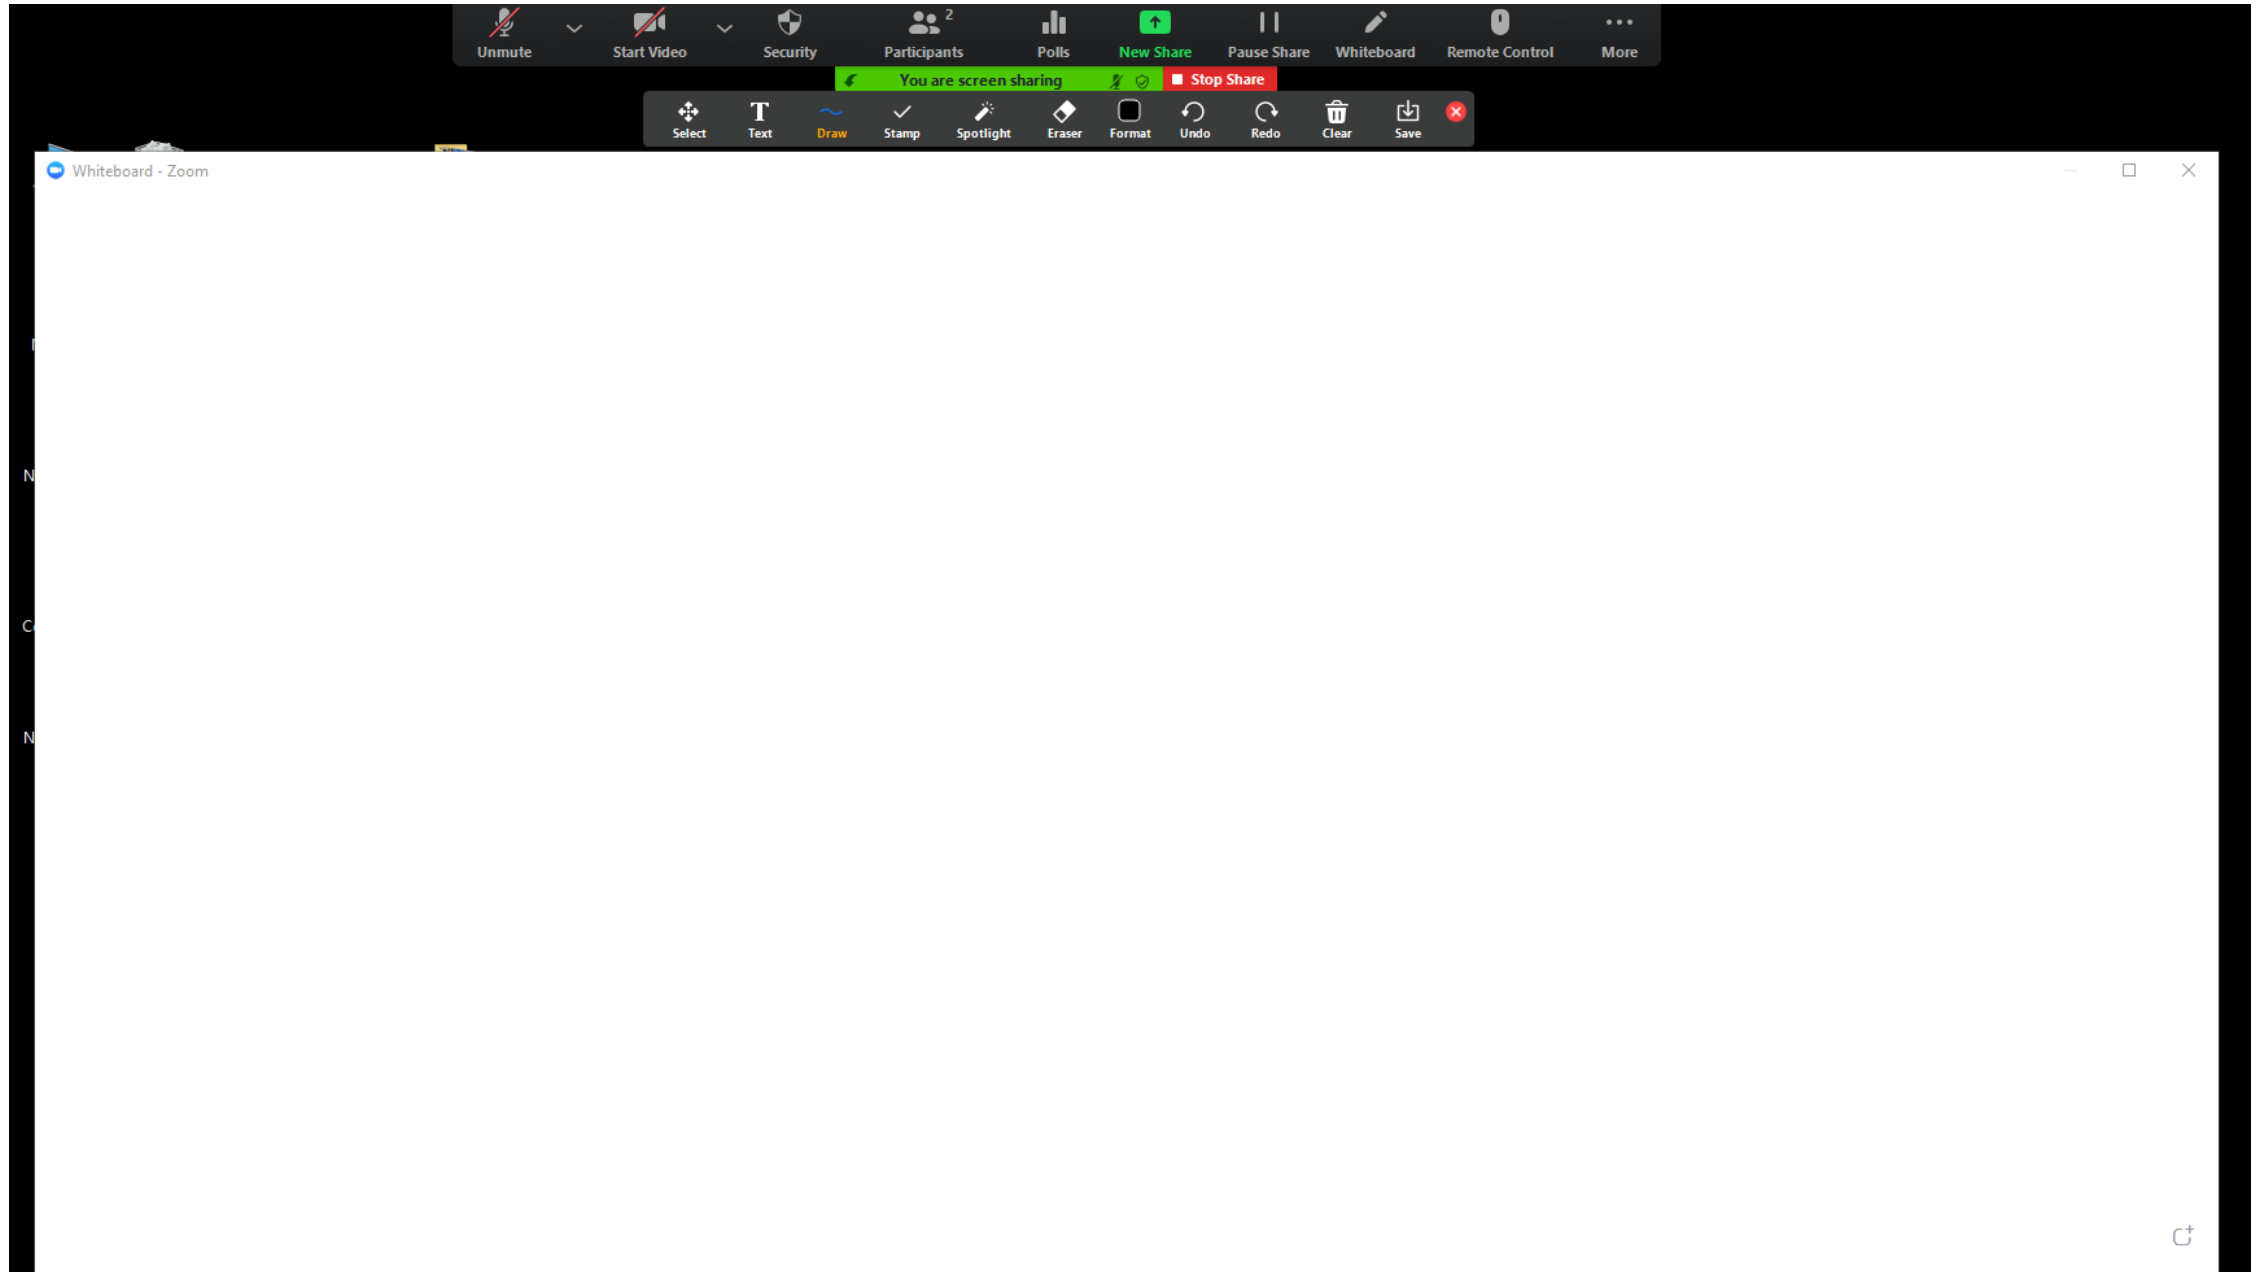 2
Unmute Start Video Security Participants Polls New Share Pause Share Whiteboard Remote Control More
You are screen sharing Stop Share
Select Text Draw Stamp Spotlight Eraser Format Undo Redo Clear Save
Whiteboard - Zoom
N
C
N